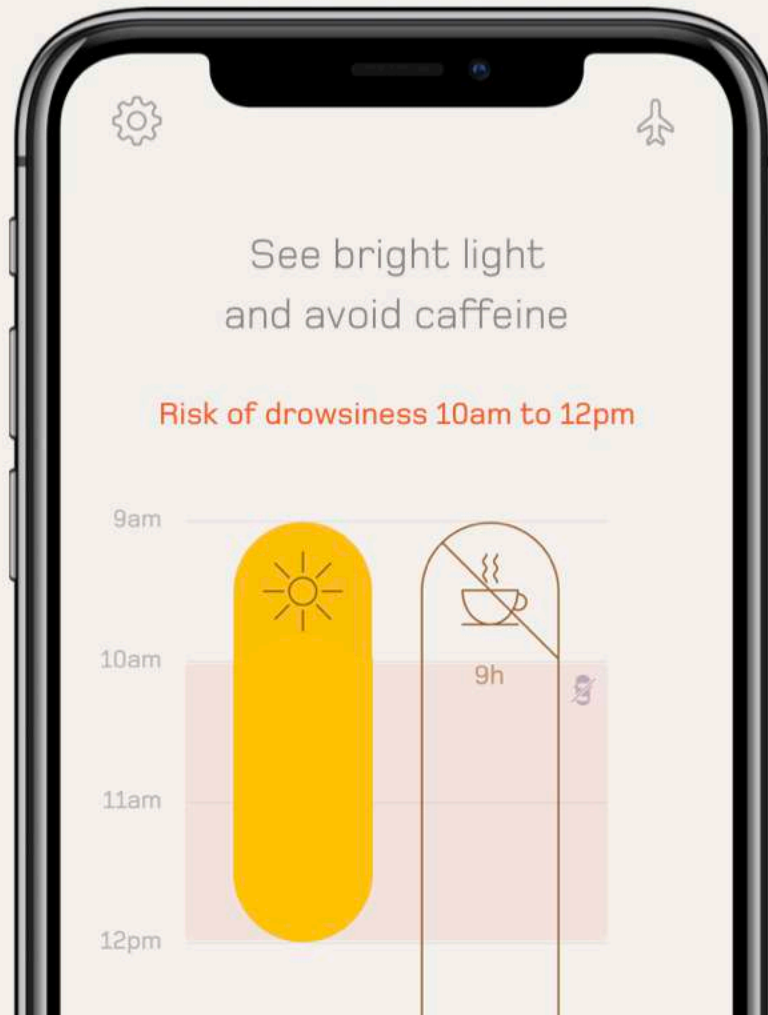 See bright light
and avoid caffeine
Risk of drowsiness 10am to 12pm
9am
10am
9h
11am
12pm